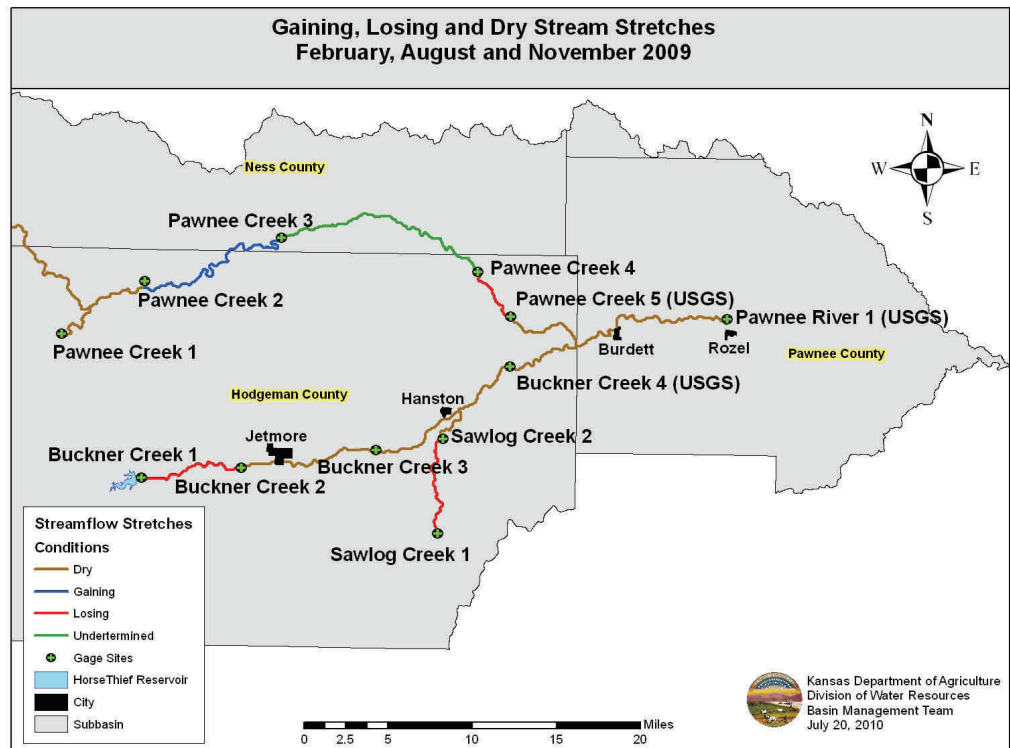 Gaining, Losing and Dry Stream Stretches
February, August and November 2009
N
W
E
S
Ness County
Pawnee Creek 3
Pawnee Creek 4
Pawnee Creek 2
Pawnee Creek 5 (USGS)
Pawnee River 1 (USGS)
Pawnee Creek 1
Burdett
Rozel
Pawnee County
Buckner Creek 4 (USGS)
Hodgeman County
Hanston
Jetmore
Sawlog Creek 2
Buckner Creek 1
Buckner Creek 3
Buckner Creek 2
Sawlog Creek 1
Streamflow Stretches
Conditions
Dry
Gaining
Losing
Undertermined
Gage Sites
HorseThief Reservoir
City
Subbasin
Miles
0 2.5 5 10 15 20
Kansas Department of Agriculture
Division of Water Resources
Basin Management Team
July 20, 2010